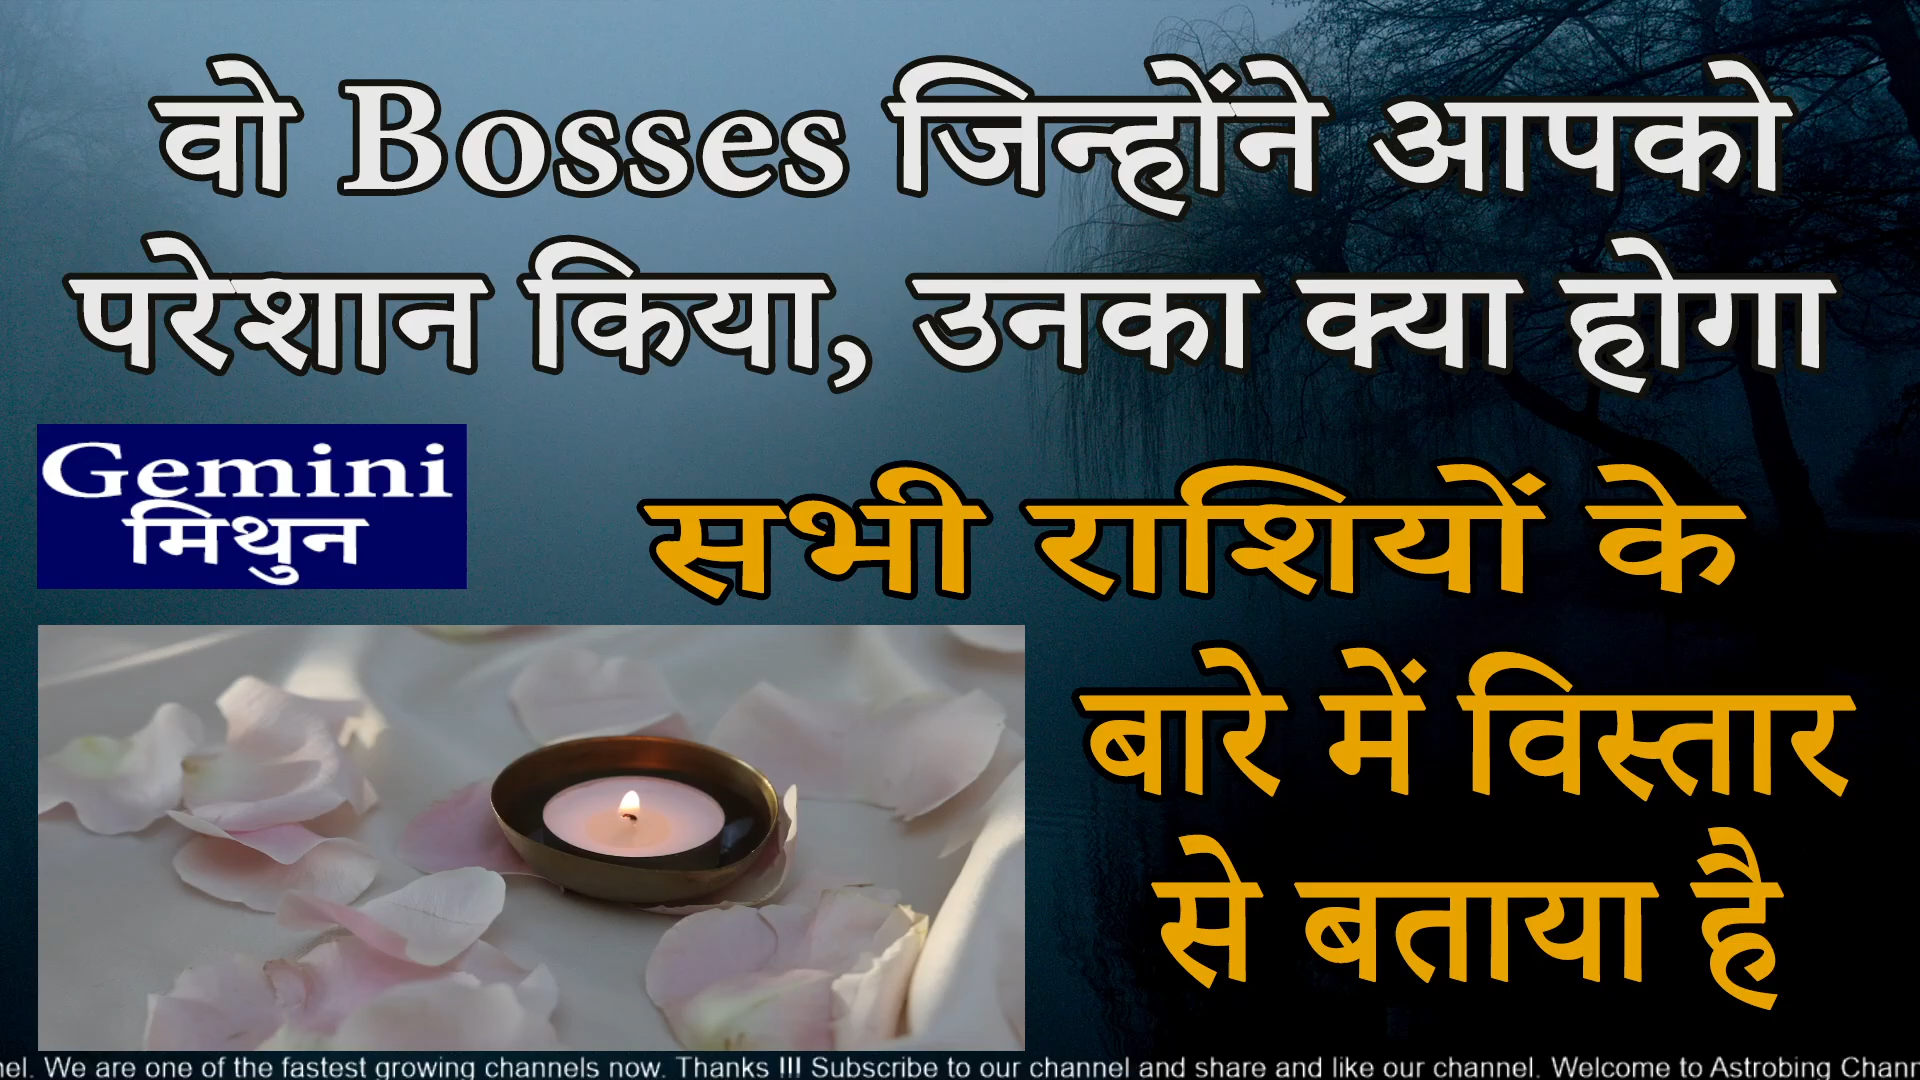 वो Bosses जिन्होंने आपको
परेशान किया, उनका क्या होगा
Gemini
मिथुन
सभी राशियों के
बारे में विस्तार
से बताया है
nel. We are one of the fastest growing channels now. Thanks !!! Subscribe to our channel and share and like our channel. Welcome to Astrobing Chann